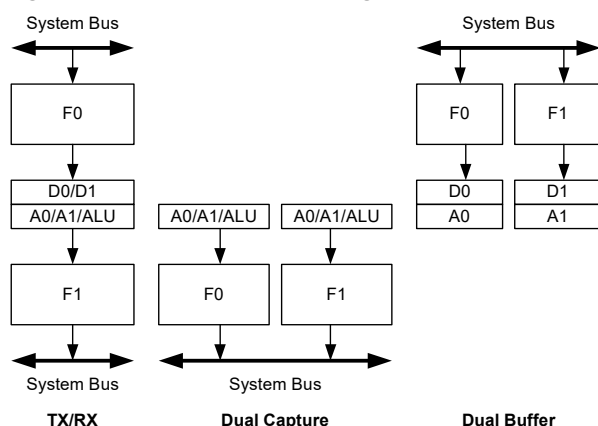 System Bus
System Bus
F0
F0
F1
D0/D1
D0
D1
A0/A1/ALU
A0/A1/ALU
A0/A1/ALU
A0
A1
F1
F0
F1
System Bus
System Bus
TX/RX
Dual Capture
Dual Buffer